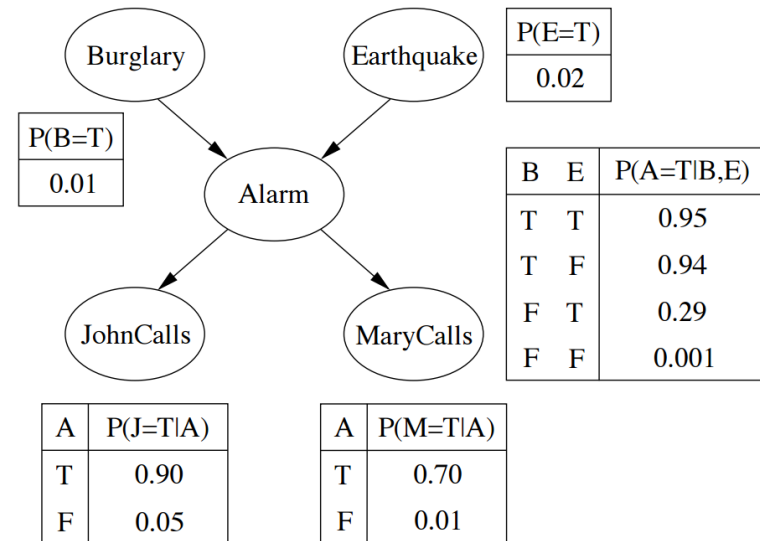 Burglary
Earthquake
P(E=T)
0.02
P(B=T)
0.01
Alarm
B E P(A=T|B,E)
T T 0.95
T F 0.94
F T 0.29
F F 0.001
JohnCalls
MaryCalls
A P(J=T|A)
T 0.90
F 0.05
A P(M=T|A)
T 0.70
F 0.01